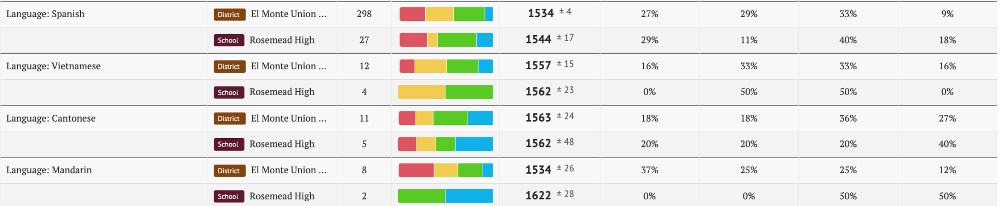 Language: Spanish District El Monte Union ... 298 1534 ± 4 27% 29% 33% 9%
School Rosemead High 27 1544 ± 17 29% 11% 40% 18%
Language: Vietnamese District El Monte Union ... 12 1557 ± 15 16% 33% 33% 16%
School Rosemead High 4 1562 ± 23 0% 50% 50% 0%
Language: Cantonese District El Monte Union ... 11 1563 ± 24 18% 18% 36% 27%
School Rosemead High 5 1562 ± 48 20% 20% 20% 40%
Language: Mandarin District El Monte Union ... 8 1534 ± 26 37% 25% 25% 12%
School Rosemead High 2 1622 ± 28 0% 0% 50% 50%